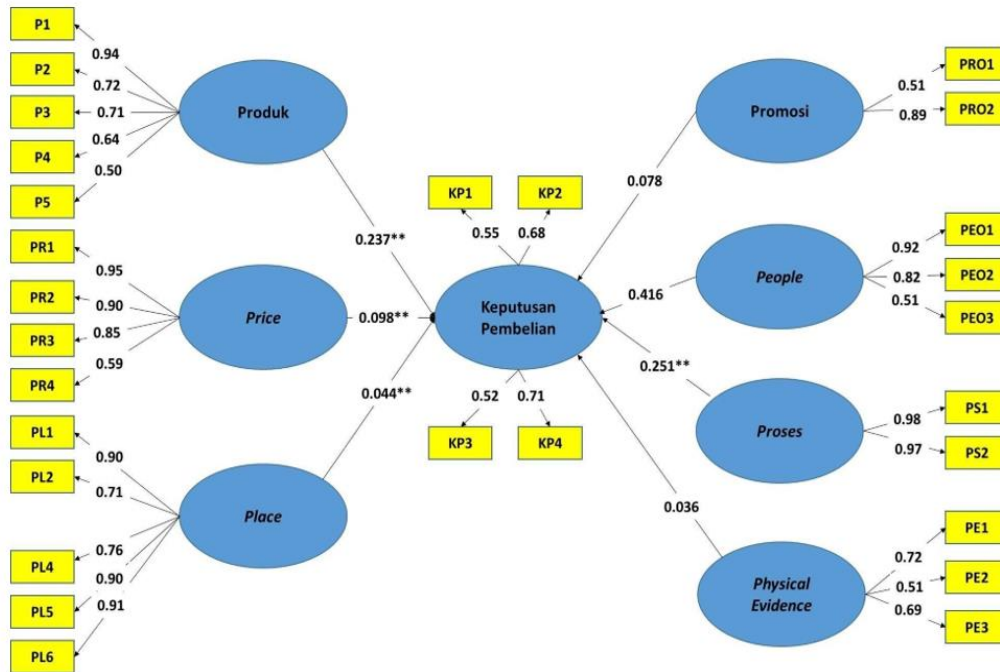 P1
P2
P3
P4
P5
0.94
0.72
0.71
0.64
0.50
Produk
PR1
PR2
PR3
PR4
0.95
0.90
0.85
0.59
Price
PL1
PL2
PL4
PL5
PL6
0.90
0.71
0.76
0.90
0.91
Place
0.237**
0.098**
0.044**
KP1
KP2
0.55
0.68
Keputusan
Pembelian
0.52
0.71
KP3
KP4
0.078
0.416
0.251**
0.036
Promosi
0.51
0.89
PRO1
PRO2
People
0.92
0.82
0.51
PEO1
PEO2
PEO3
Proses
0.98
0.97
PS1
PS2
Physical
Evidence
0.72
0.51
0.69
PE1
PE2
PE3